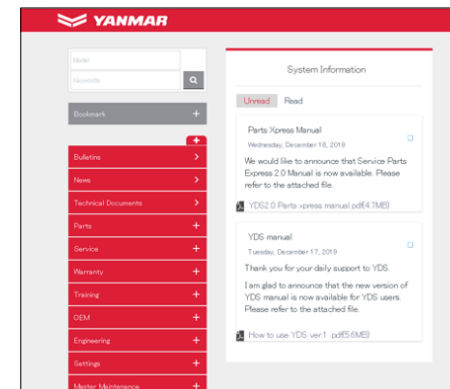 YANMAR
Model
Keywords
Bookmark
Bulletins
News
Technical Documents
Parts
Service
Warranty
Training
OEM
Engineering
Settings
Master Maintenance
System Information
Unread Read
Parts Xpress Manual
Wednesday, December 18, 2019
We would like to announce that Service Parts
Express 2.0 Manual is now available. Please
refer to the attached file.
YDS2.0 Parts xpress manual.pdf(4.7MB)
YDS manual
Tuesday, December 17, 2019
Thank you for your daily support to YDS.
I am glad to announce that the new version of
YDS manual is now available for YDS users.
Please refer to the attached file.
How to use YDS ver.1 .pdf(5.6MB)